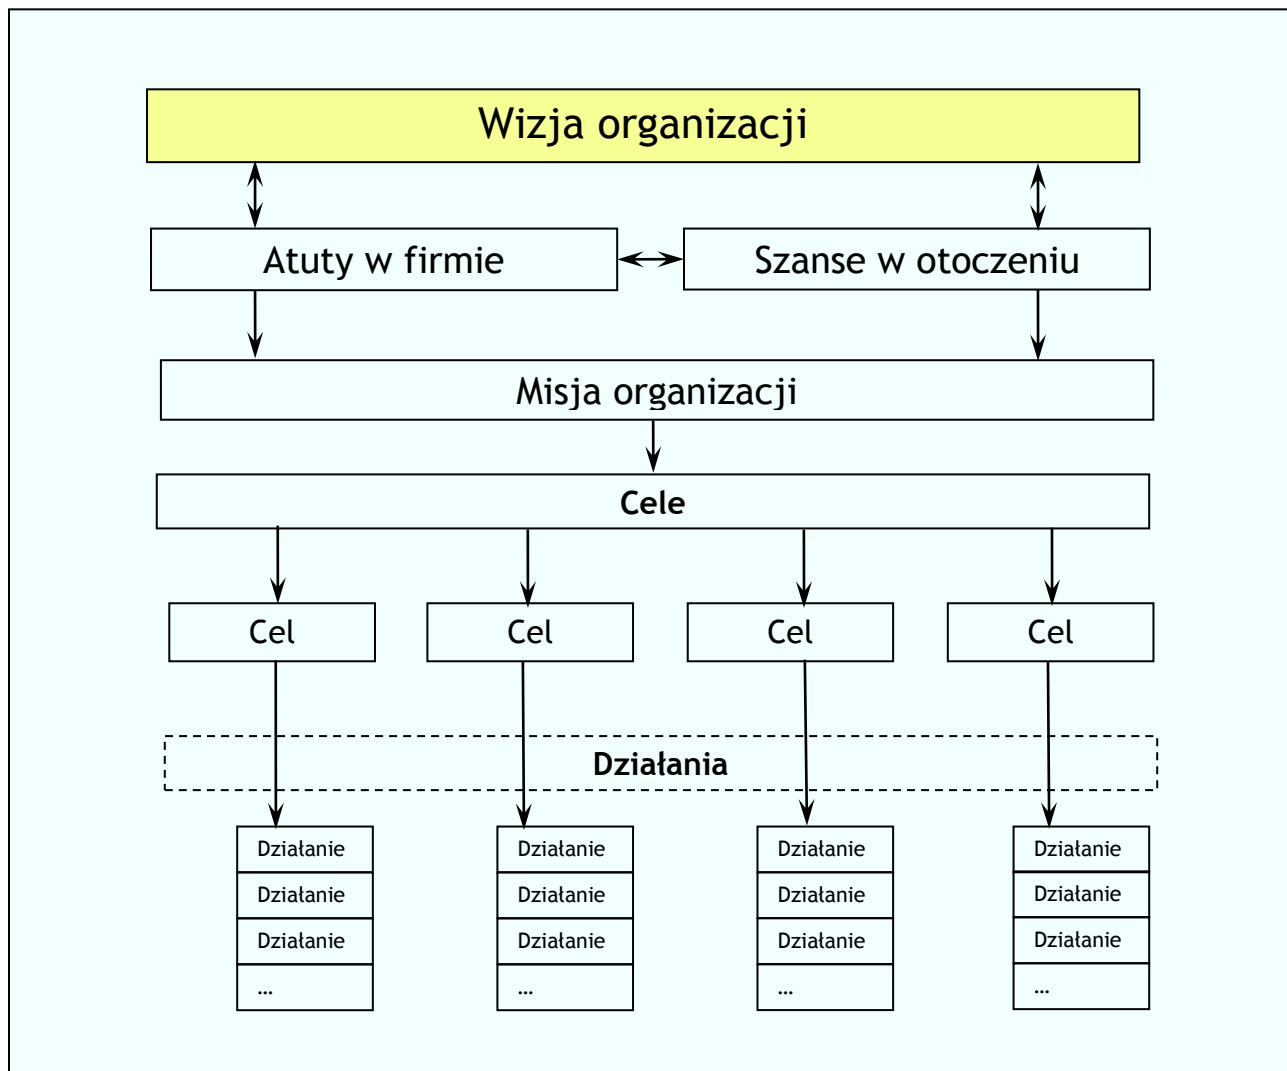 Wizja organizacji
Atuty w firmie
Szanse w otoczeniu
Misja organizacji
Cele
Cel
Cel
Cel
Cel
Działania
Działanie
Działanie
Działanie
...
Działanie
Działanie
Działanie
...
Działanie
Działanie
Działanie
...
Działanie
Działanie
Działanie
...